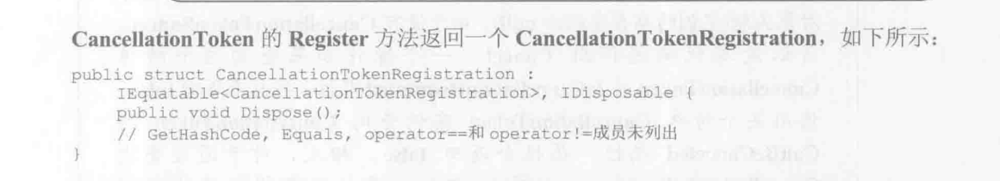 CancellationToken 的 Register 方法返回一个 CancellationTokenRegistration，如下所示：
public struct CancellationTokenRegistration :
    IEquatable<CancellationTokenRegistration>, IDisposable {
    public void Dispose();
    // GetHashCode, Equals, operator==和 operator!=成员未列出
}